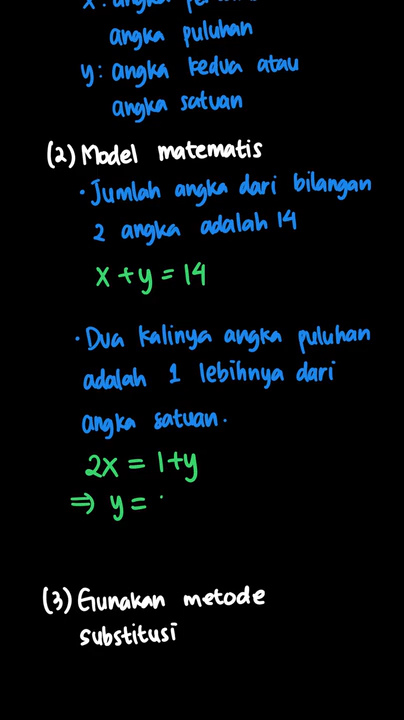 x: angka
angka puluhan
y: angka kedua atau
angka satuan
(2) Model matematis
• Jumlah angka dari bilangan
2 angka adalah 14
x + y = 14
• Dua kalinya angka puluhan
adalah 1 lebihnya dari
angka satuan.
2x = 1+y
⇒ y =
(3) Gunakan metode
substitusi